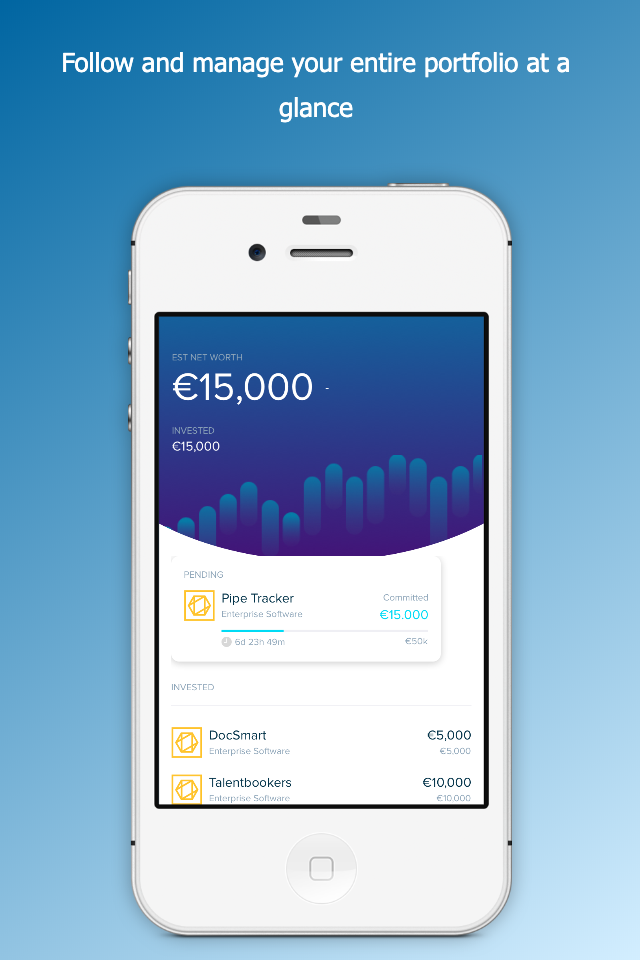 Follow and manage your entire portfolio at a
glance
EST NET WORTH
€15,000 -
INVESTED
€15,000
PENDING
Pipe Tracker
Enterprise Software
Committed
€15.000
6d 23h 49m
€50k
INVESTED
DocSmart
Enterprise Software
€5,000
€5,000
Talentbookers
Enterprise Software
€10,000
€10,000